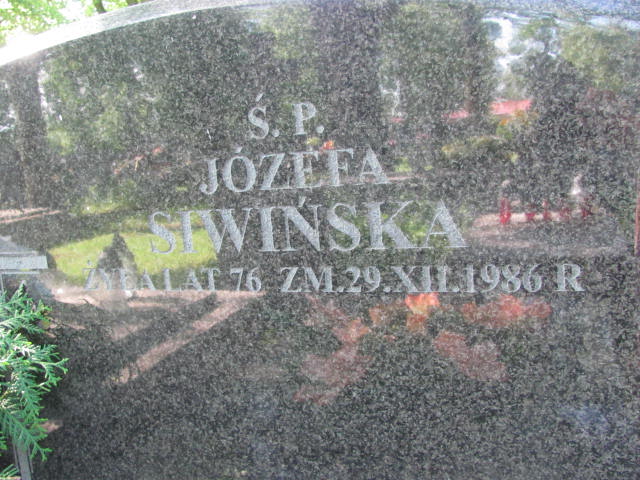 Ś. P.
JÓZEFA
SIWIŃSKA
ŻYŁA LAT 76 ZM.29.XII.1986 R